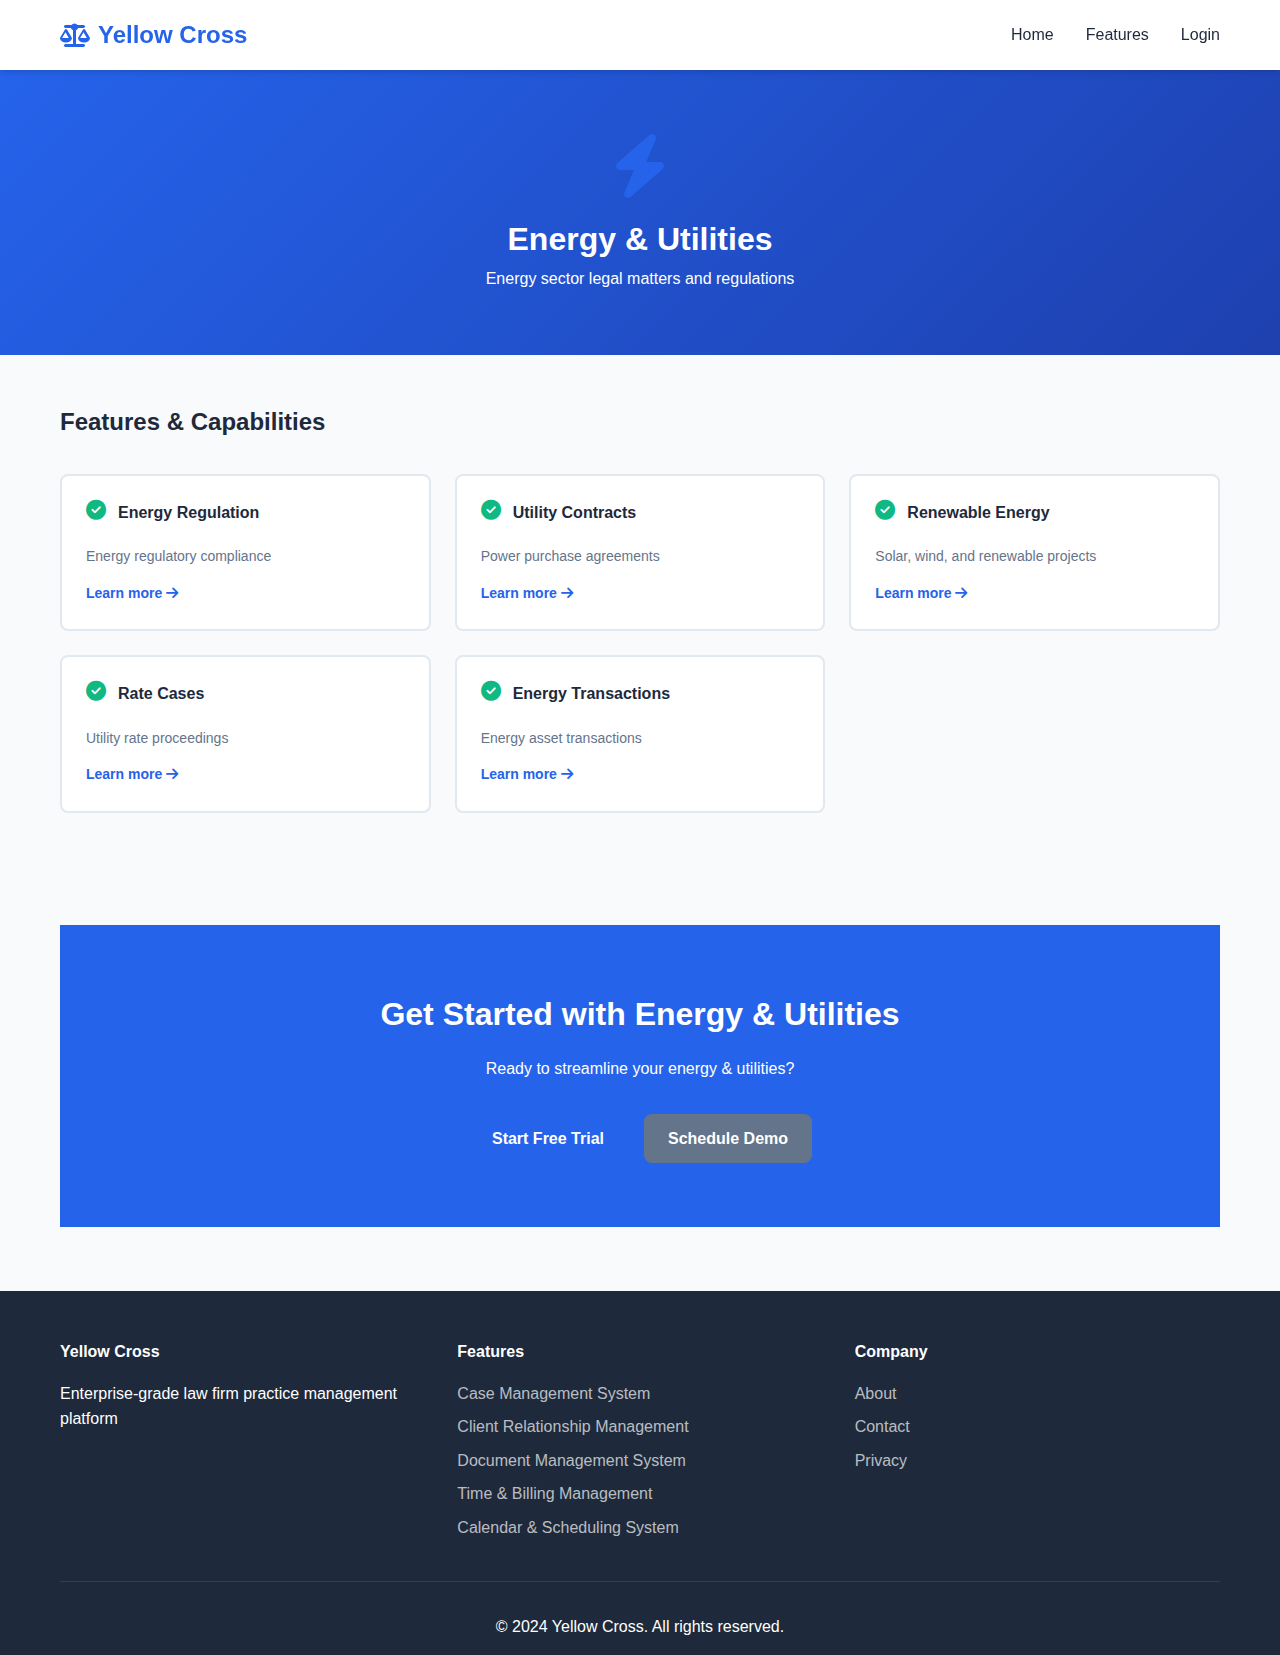 Yellow Cross
Home Features Login
Energy & Utilities
Energy sector legal matters and regulations
Features & Capabilities
Energy Regulation
Energy regulatory compliance
Learn more →
Utility Contracts
Power purchase agreements
Learn more →
Renewable Energy
Solar, wind, and renewable projects
Learn more →
Rate Cases
Utility rate proceedings
Learn more →
Energy Transactions
Energy asset transactions
Learn more →
Get Started with Energy & Utilities
Ready to streamline your energy & utilities?
Start Free Trial
Schedule Demo
Yellow Cross
Enterprise-grade law firm practice management
platform
Features
Case Management System
Client Relationship Management
Document Management System
Time & Billing Management
Calendar & Scheduling System
Company
About
Contact
Privacy
© 2024 Yellow Cross. All rights reserved.